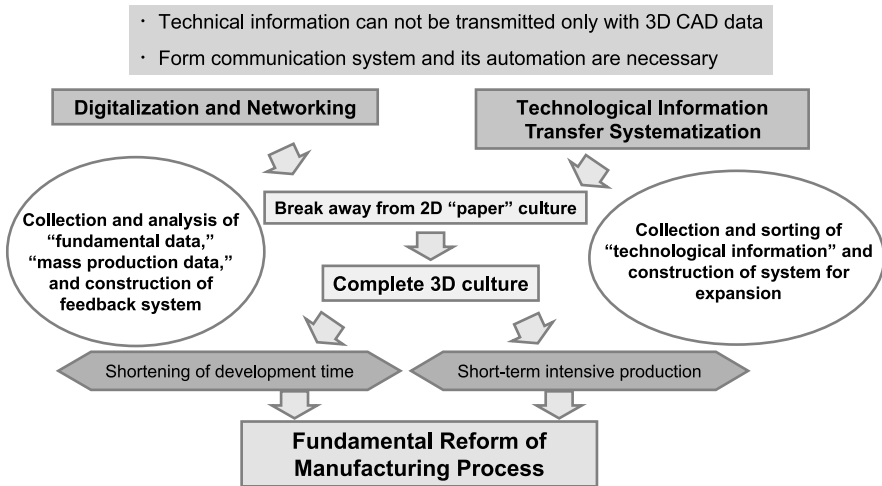 · Technical information can not be transmitted only with 3D CAD data
· Form communication system and its automation are necessary
Digitalization and Networking
Technological Information
Transfer Systematization
Collection and analysis of
“fundamental data,”
“mass production data,”
and construction of
feedback system
Break away from 2D “paper” culture
Complete 3D culture
Collection and sorting of
“technological information” and
construction of system for
expansion
Shortening of development time
Short-term intensive production
Fundamental Reform of
Manufacturing Process